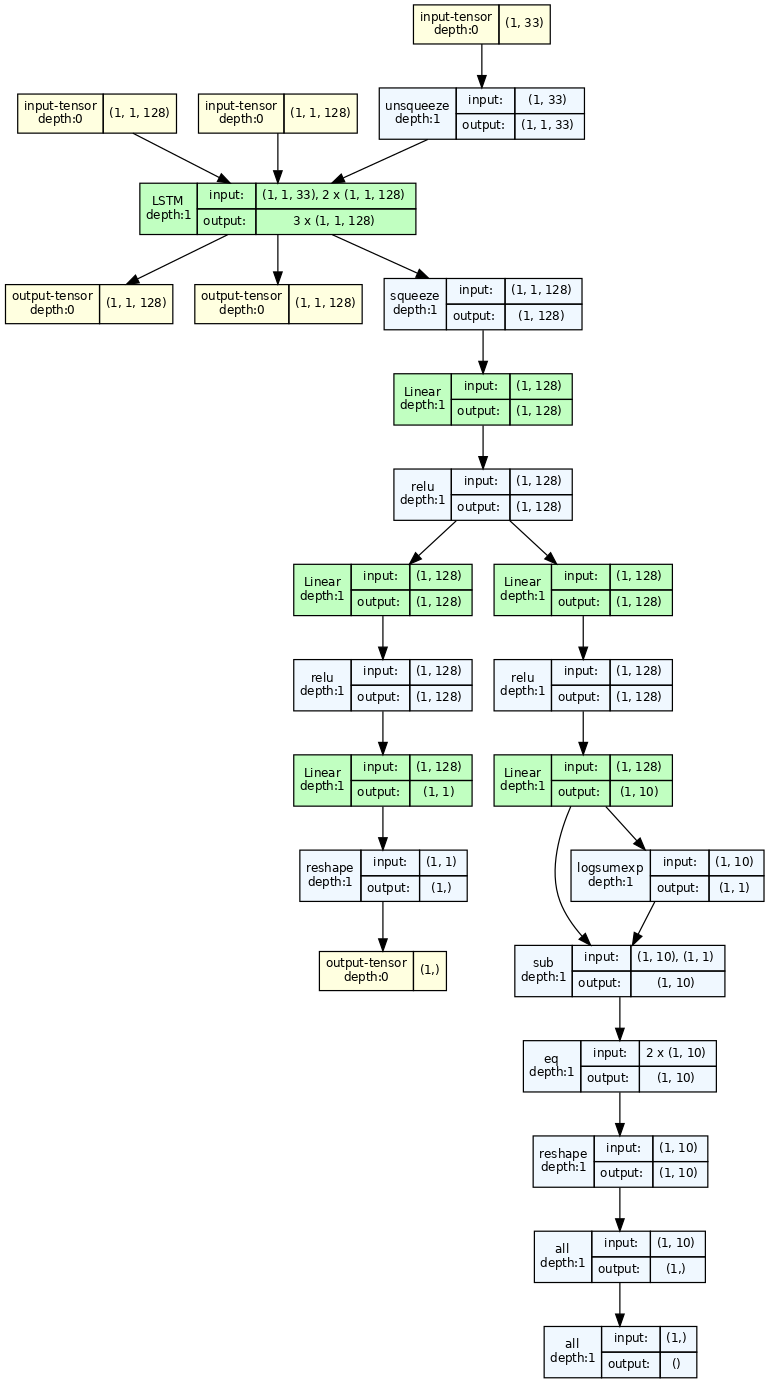 input-tensor
depth:0
(1, 33)
input-tensor
depth:0
(1, 1, 128)
input-tensor
depth:0
(1, 1, 128)
unsqueeze
depth:1
input:
(1, 33)
output:
(1, 1, 33)
LSTM
depth:1
input:
(1, 1, 33), 2 x (1, 1, 128)
output:
3 x (1, 1, 128)
output-tensor
depth:0
(1, 1, 128)
output-tensor
depth:0
(1, 1, 128)
squeeze
depth:1
input:
(1, 1, 128)
output:
(1, 128)
Linear
depth:1
input:
(1, 128)
output:
(1, 128)
relu
depth:1
input:
(1, 128)
output:
(1, 128)
Linear
depth:1
input:
(1, 128)
output:
(1, 128)
Linear
depth:1
input:
(1, 128)
output:
(1, 128)
relu
depth:1
input:
(1, 128)
output:
(1, 128)
relu
depth:1
input:
(1, 128)
output:
(1, 128)
Linear
depth:1
input:
(1, 128)
output:
(1, 1)
Linear
depth:1
input:
(1, 128)
output:
(1, 10)
reshape
depth:1
input:
(1, 1)
output:
(1,)
logsumexp
depth:1
input:
(1, 10)
output:
(1, 1)
output-tensor
depth:0
(1,)
sub
depth:1
input:
(1, 10), (1, 1)
output:
(1, 10)
eq
depth:1
input:
2 x (1, 10)
output:
(1, 10)
reshape
depth:1
input:
(1, 10)
output:
(1, 10)
all
depth:1
input:
(1, 10)
output:
(1,)
all
depth:1
input:
(1,)
output:
()